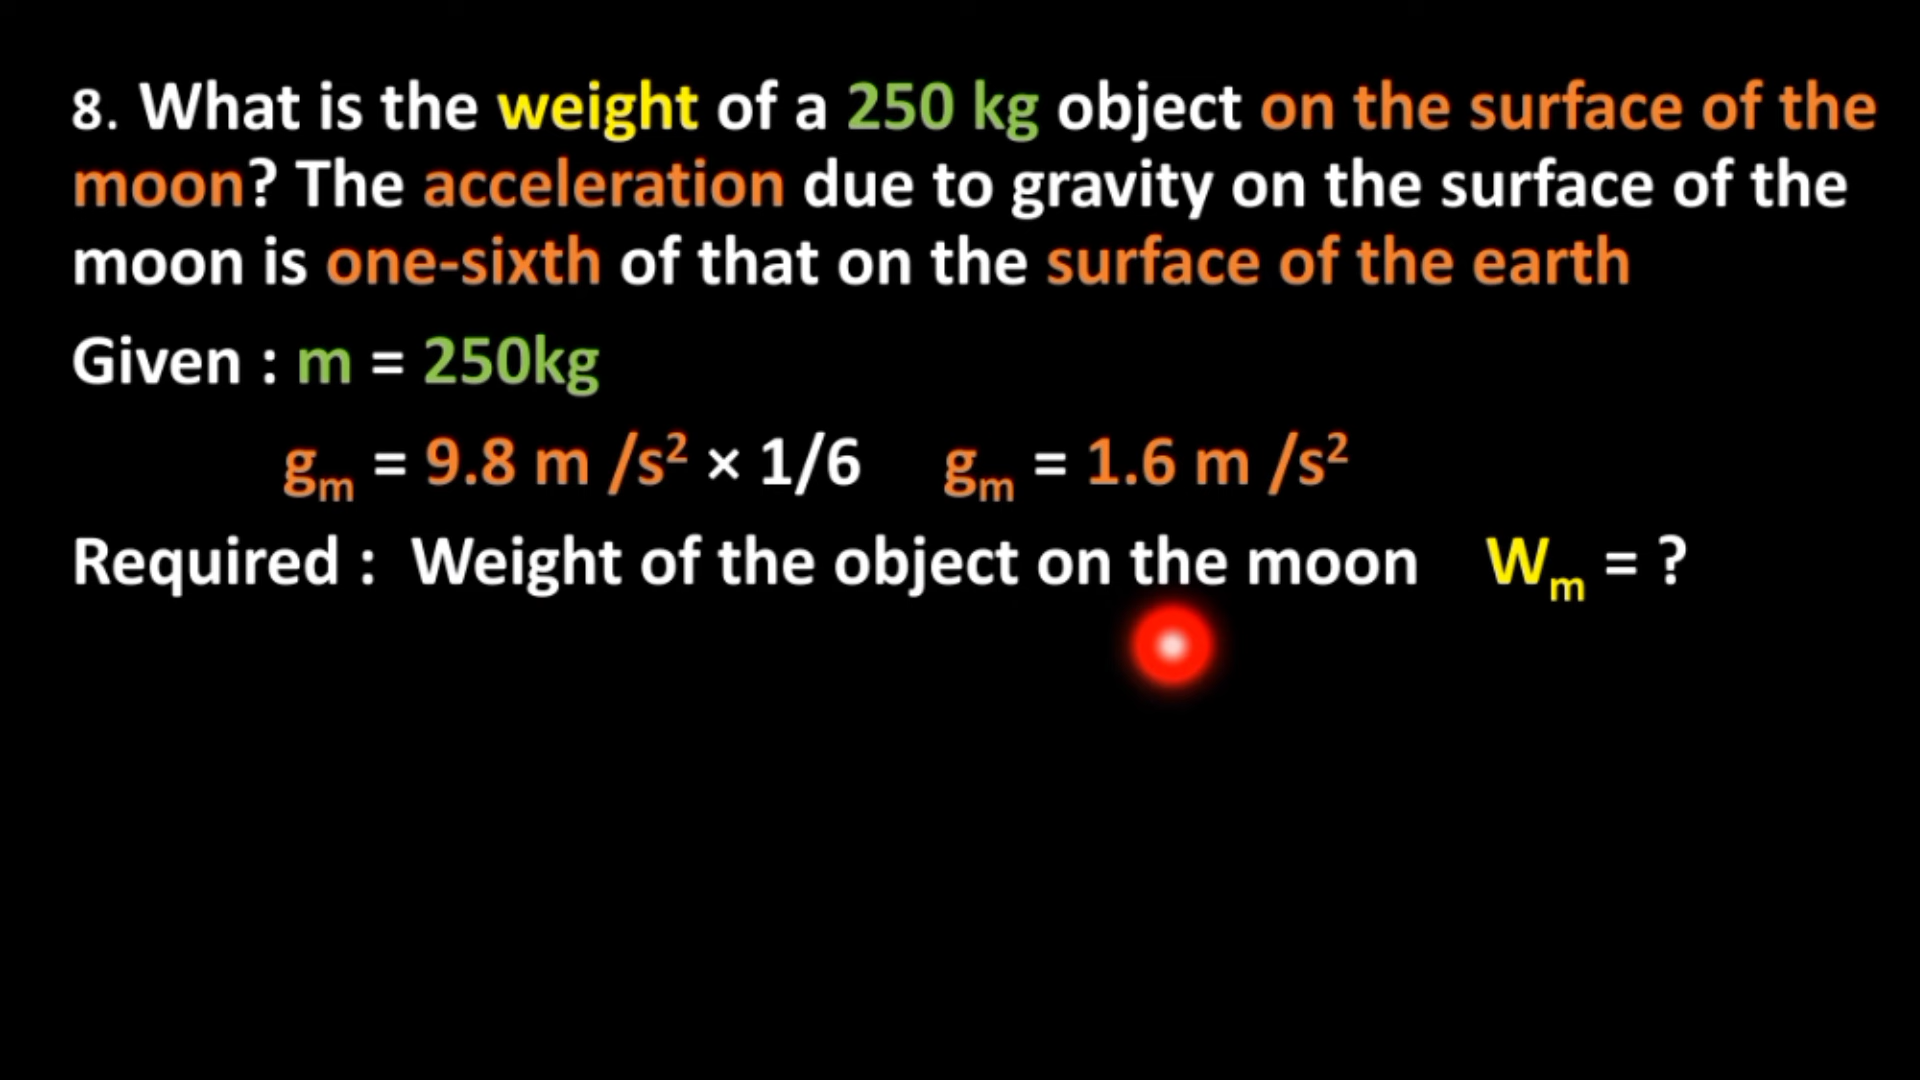 8. What is the weight of a 250 kg object on the surface of the
moon? The acceleration due to gravity on the surface of the
moon is one-sixth of that on the surface of the earth
Given : m = 250kg
gₘ = 9.8 m /s² × 1/6 gₘ = 1.6 m /s²
Required : Weight of the object on the moon Wₘ = ?